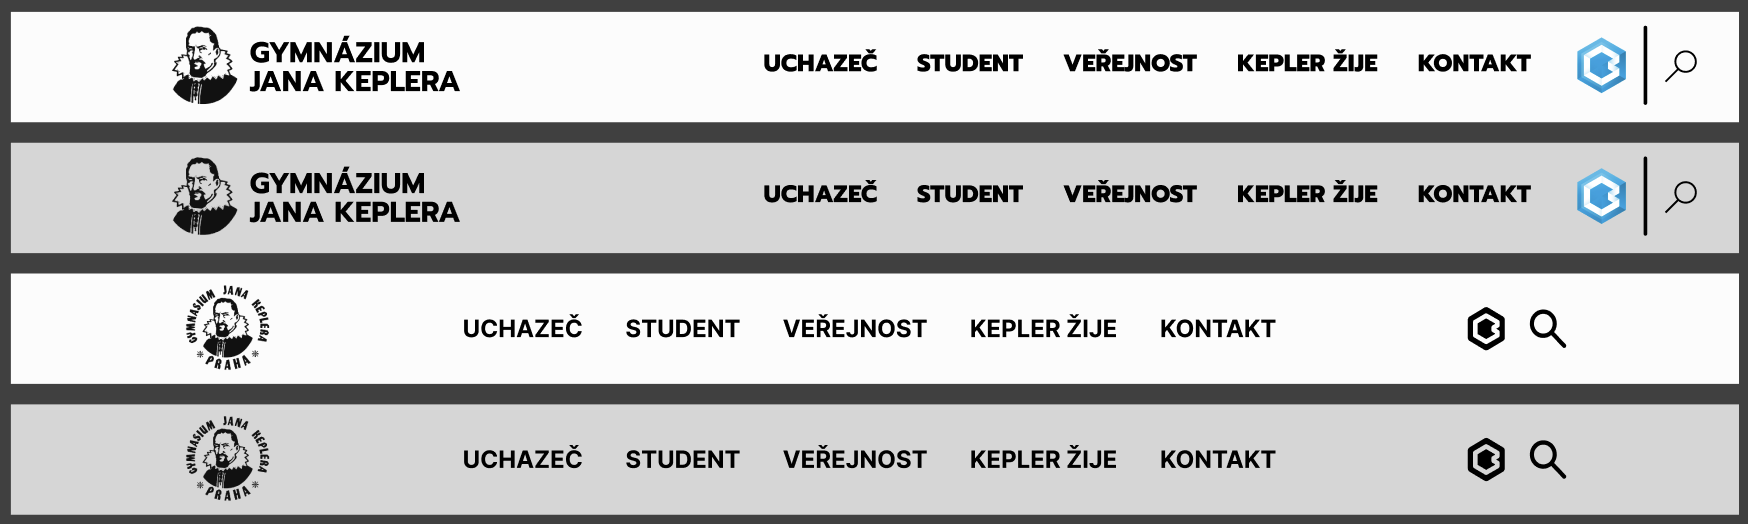 GYMNÁZIUM
JANA KEPLERA
UCHAZEČ STUDENT VEŘEJNOST KEPLER ŽIJE KONTAKT
GYMNÁZIUM
JANA KEPLERA
UCHAZEČ STUDENT VEŘEJNOST KEPLER ŽIJE KONTAKT
GYMNASIUM JANA KEPLERA
* PRAHA *
UCHAZEČ STUDENT VEŘEJNOST KEPLER ŽIJE KONTAKT
GYMNASIUM JANA KEPLERA
* PRAHA *
UCHAZEČ STUDENT VEŘEJNOST KEPLER ŽIJE KONTAKT